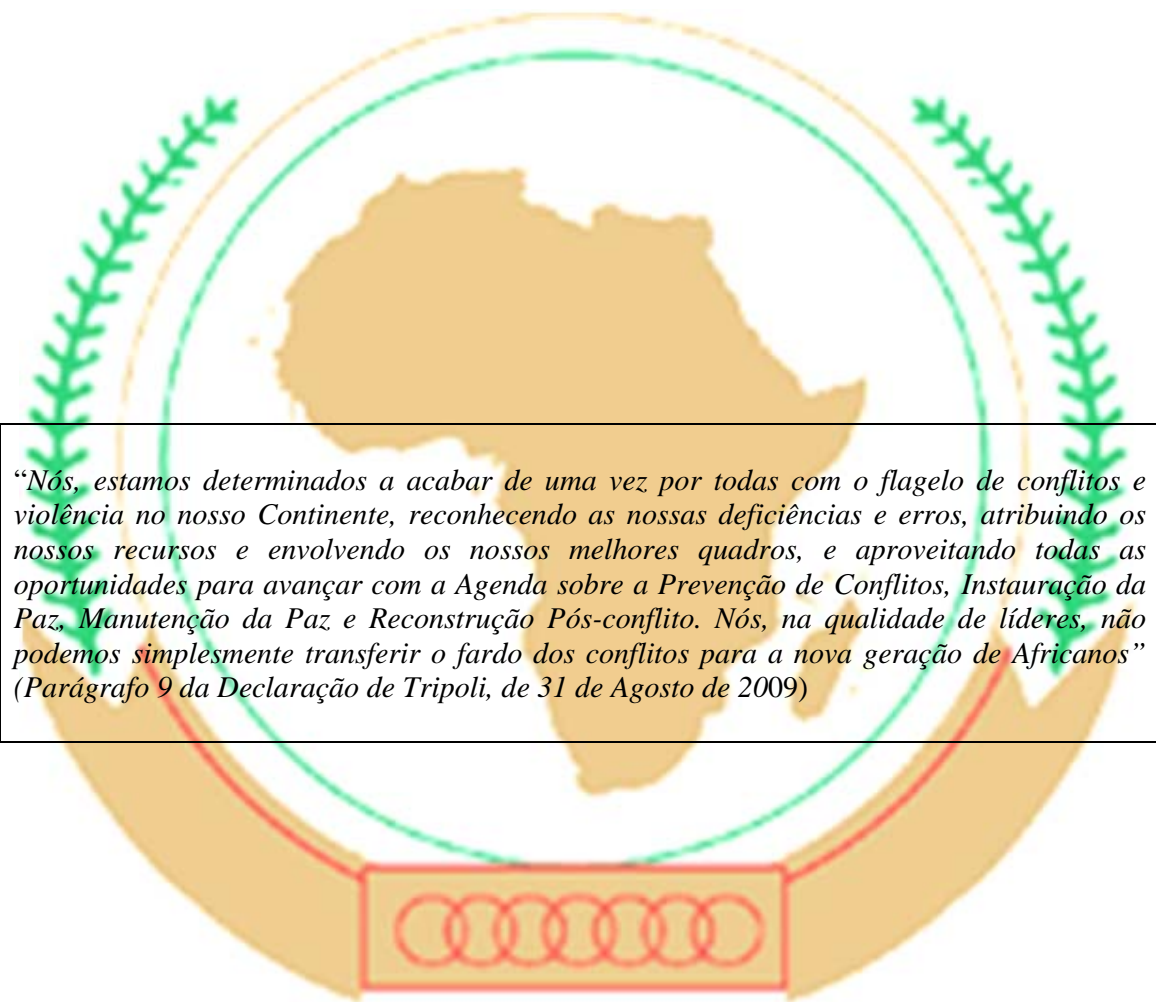 “Nós, estamos determinados a acabar de uma vez por todas com o flagelo de conflitos e
violência no nosso Continente, reconhecendo as nossas deficiências e erros, atribuindo os
nossos recursos e envolvendo os nossos melhores quadros, e aproveitando todas as
oportunidades para avançar com a Agenda sobre a Prevenção de Conflitos, Instauração da
Paz, Manutenção da Paz e Reconstrução Pós-conflito. Nós, na qualidade de líderes, não
podemos simplesmente transferir o fardo dos conflitos para a nova geração de Africanos”
(Parágrafo 9 da Declaração de Tripoli, de 31 de Agosto de 2009)